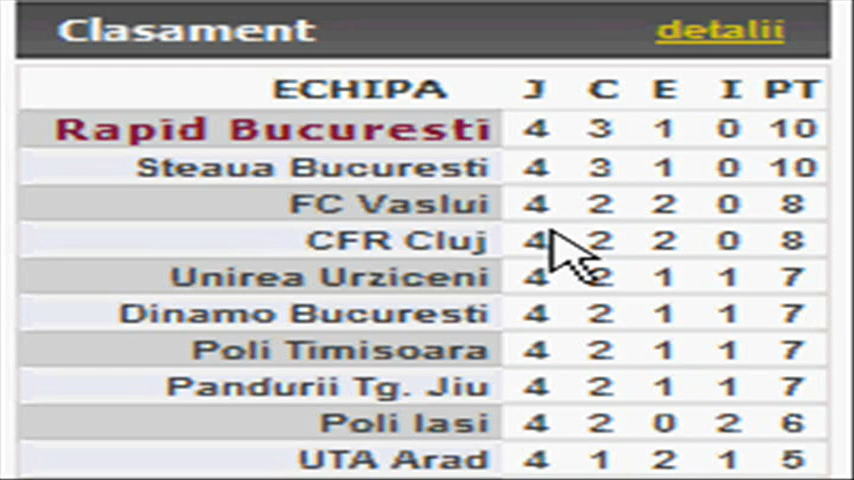 Clasament detalii
ECHIPA J C E I PT
Rapid Bucuresti 4 3 1 0 10
Steaua Bucuresti 4 3 1 0 10
FC Vaslui 4 2 2 0 8
CFR Cluj 4 2 2 0 8
Unirea Urziceni 4 2 1 1 7
Dinamo Bucuresti 4 2 1 1 7
Poli Timisoara 4 2 1 1 7
Pandurii Tg. Jiu 4 2 1 1 7
Poli Iasi 4 2 0 2 6
UTA Arad 4 1 2 1 5